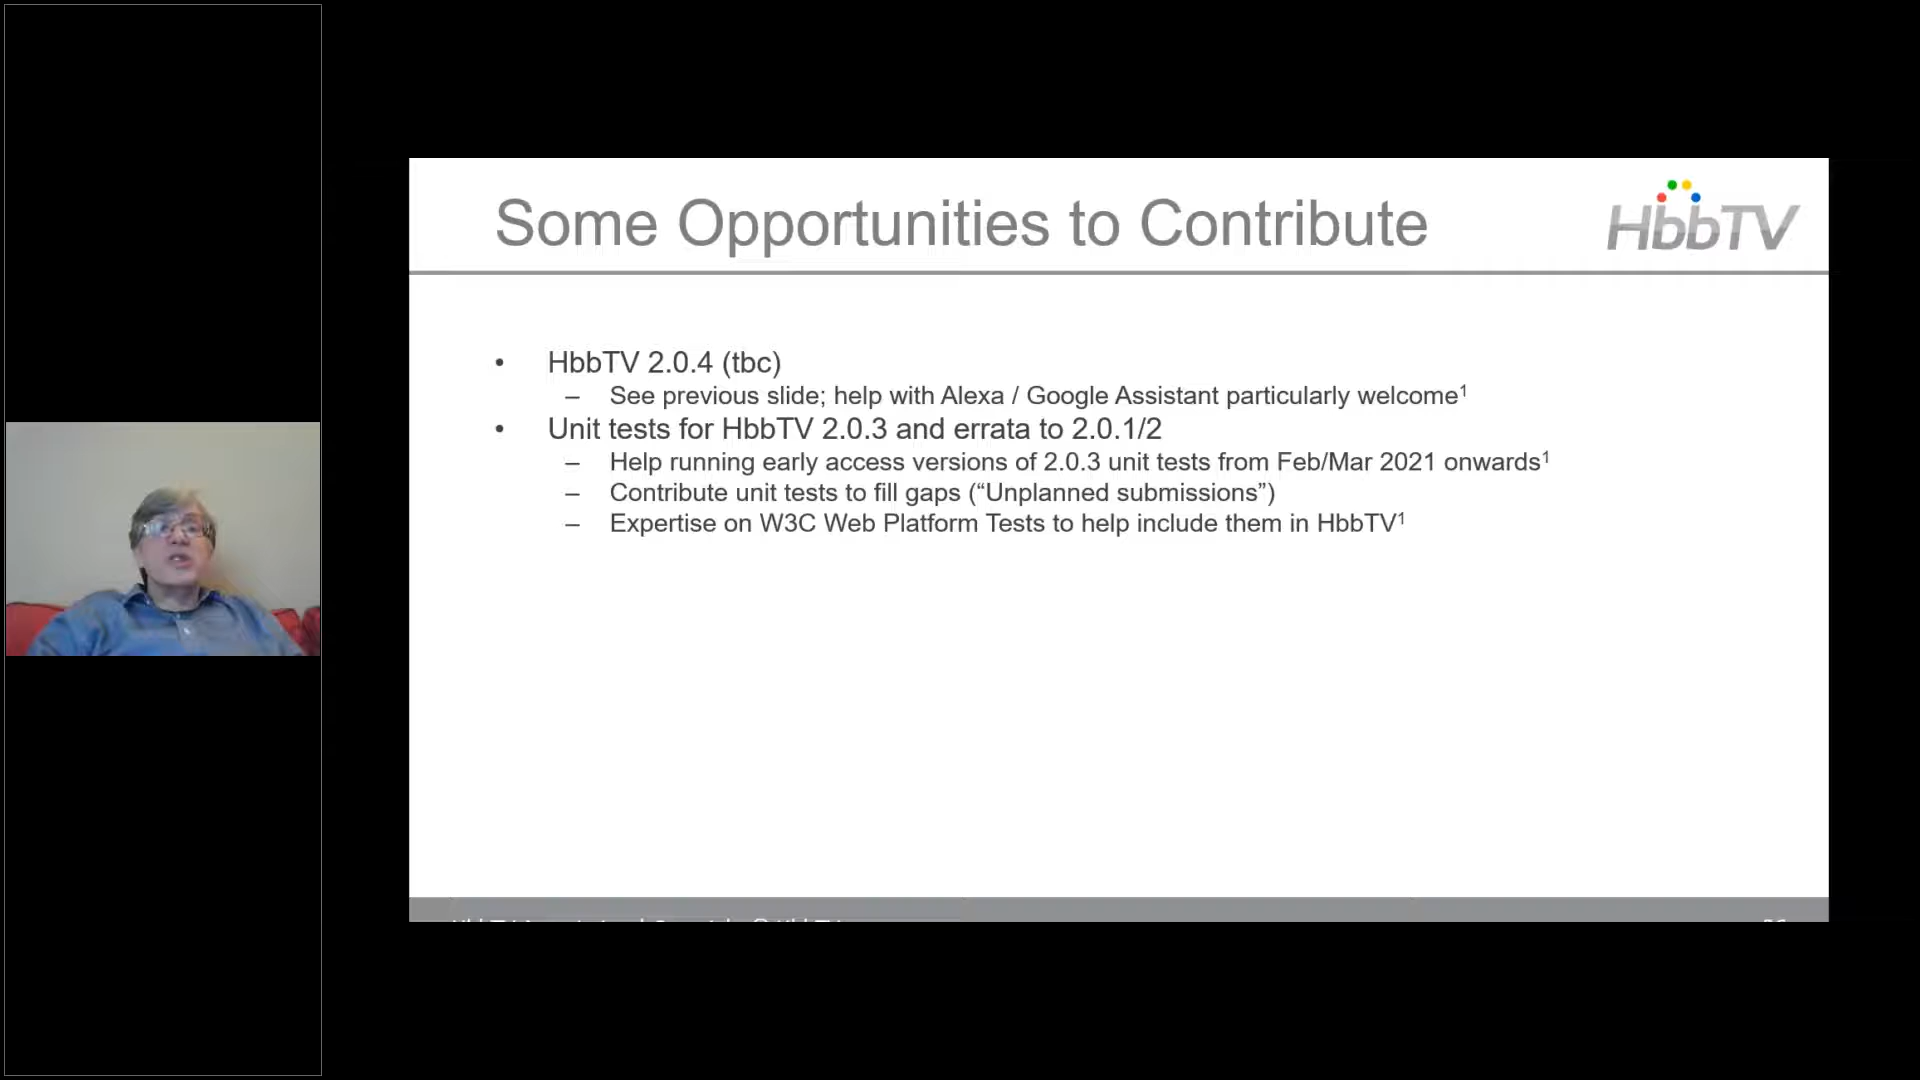 Some Opportunities to Contribute
HbbTV
• HbbTV 2.0.4 (tbc)
– See previous slide; help with Alexa / Google Assistant particularly welcome¹
• Unit tests for HbbTV 2.0.3 and errata to 2.0.1/2
– Help running early access versions of 2.0.3 unit tests from Feb/Mar 2021 onwards¹
– Contribute unit tests to fill gaps (“Unplanned submissions”)
– Expertise on W3C Web Platform Tests to help include them in HbbTV¹